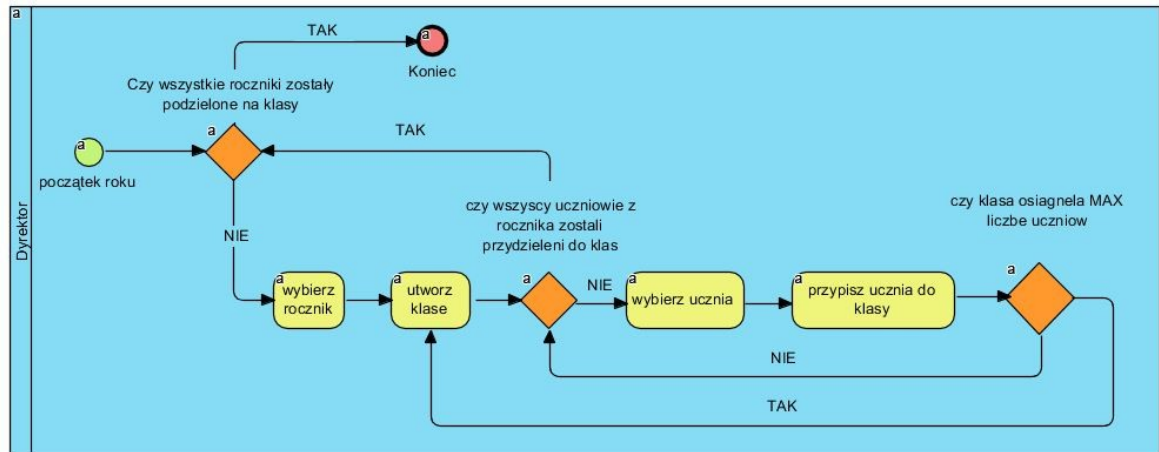 a
TAK
a
Koniec
Czy wszystkie roczniki zostały
podzielone na klasy
a
TAK
a
początek roku
Dyrektor
NIE
czy wszyscy uczniowie z
rocznika zostali
przydzieleni do klas
czy klasa osiagnela MAX
liczbe uczniow
a
wybierz
rocznik
a
utworz
klase
a
NIE
a
wybierz ucznia
a
przypisz ucznia do
klasy
a
NIE
TAK